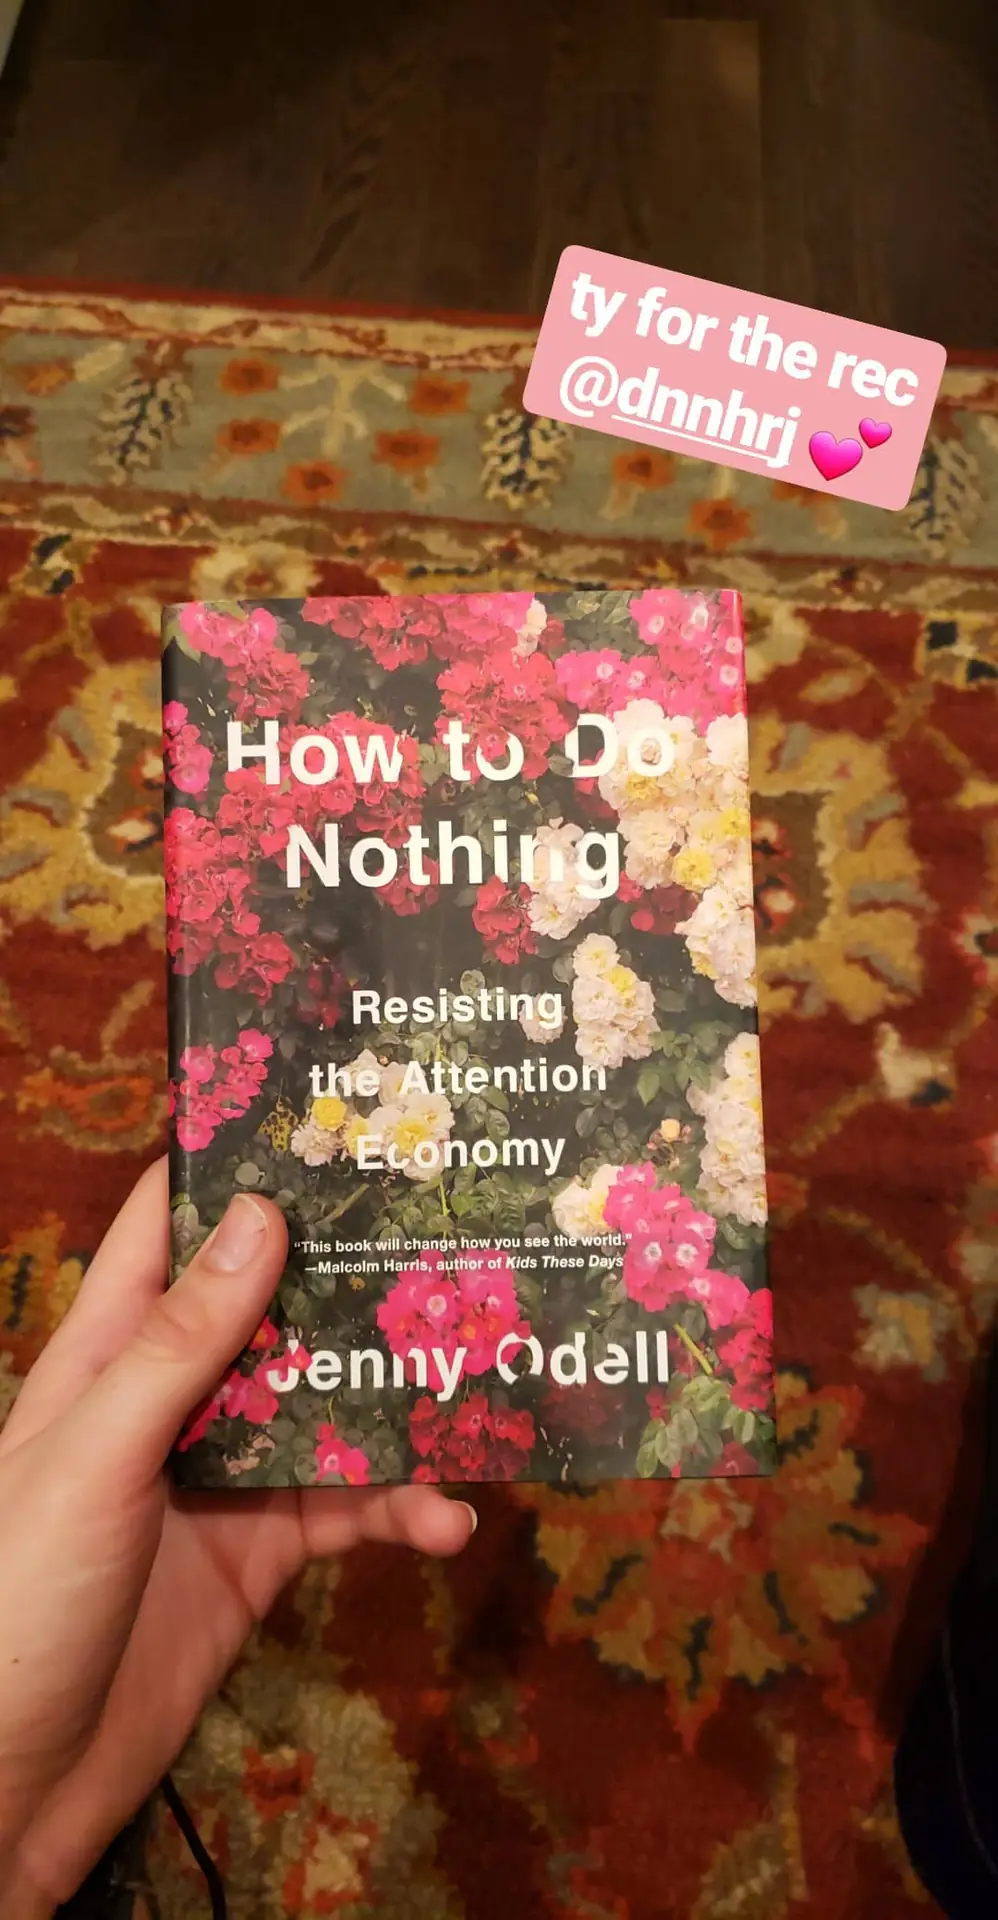 ty for the rec
@dnnhrj 💕
How to Do
Nothing
Resisting
the Attention
Economy
“This book will change how you see the world.”
—Malcolm Harris, author of Kids These Days
Jenny Odell